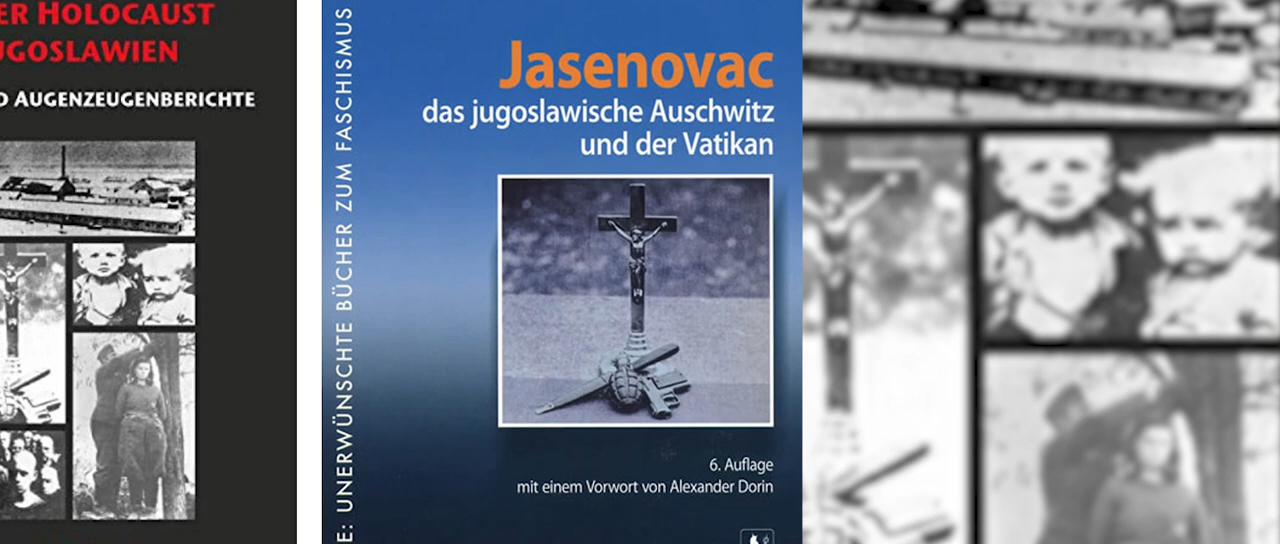 ER HOLOCAUST
UGOSLAWIEN
D AUGENZEUGENBERICHTE
E: UNERWÜNSCHTE BÜCHER ZUM FASCHISMUS
Jasenovac
das jugoslawische Auschwitz
und der Vatikan
6. Auflage
mit einem Vorwort von Alexander Dorin